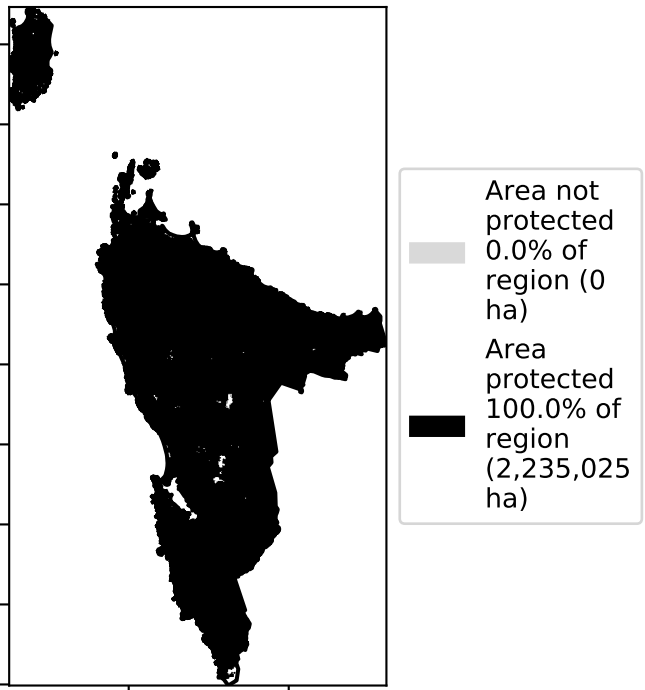 Area not
protected
0.0% of
region (0
ha)
Area
protected
100.0% of
region
(2,235,025
ha)